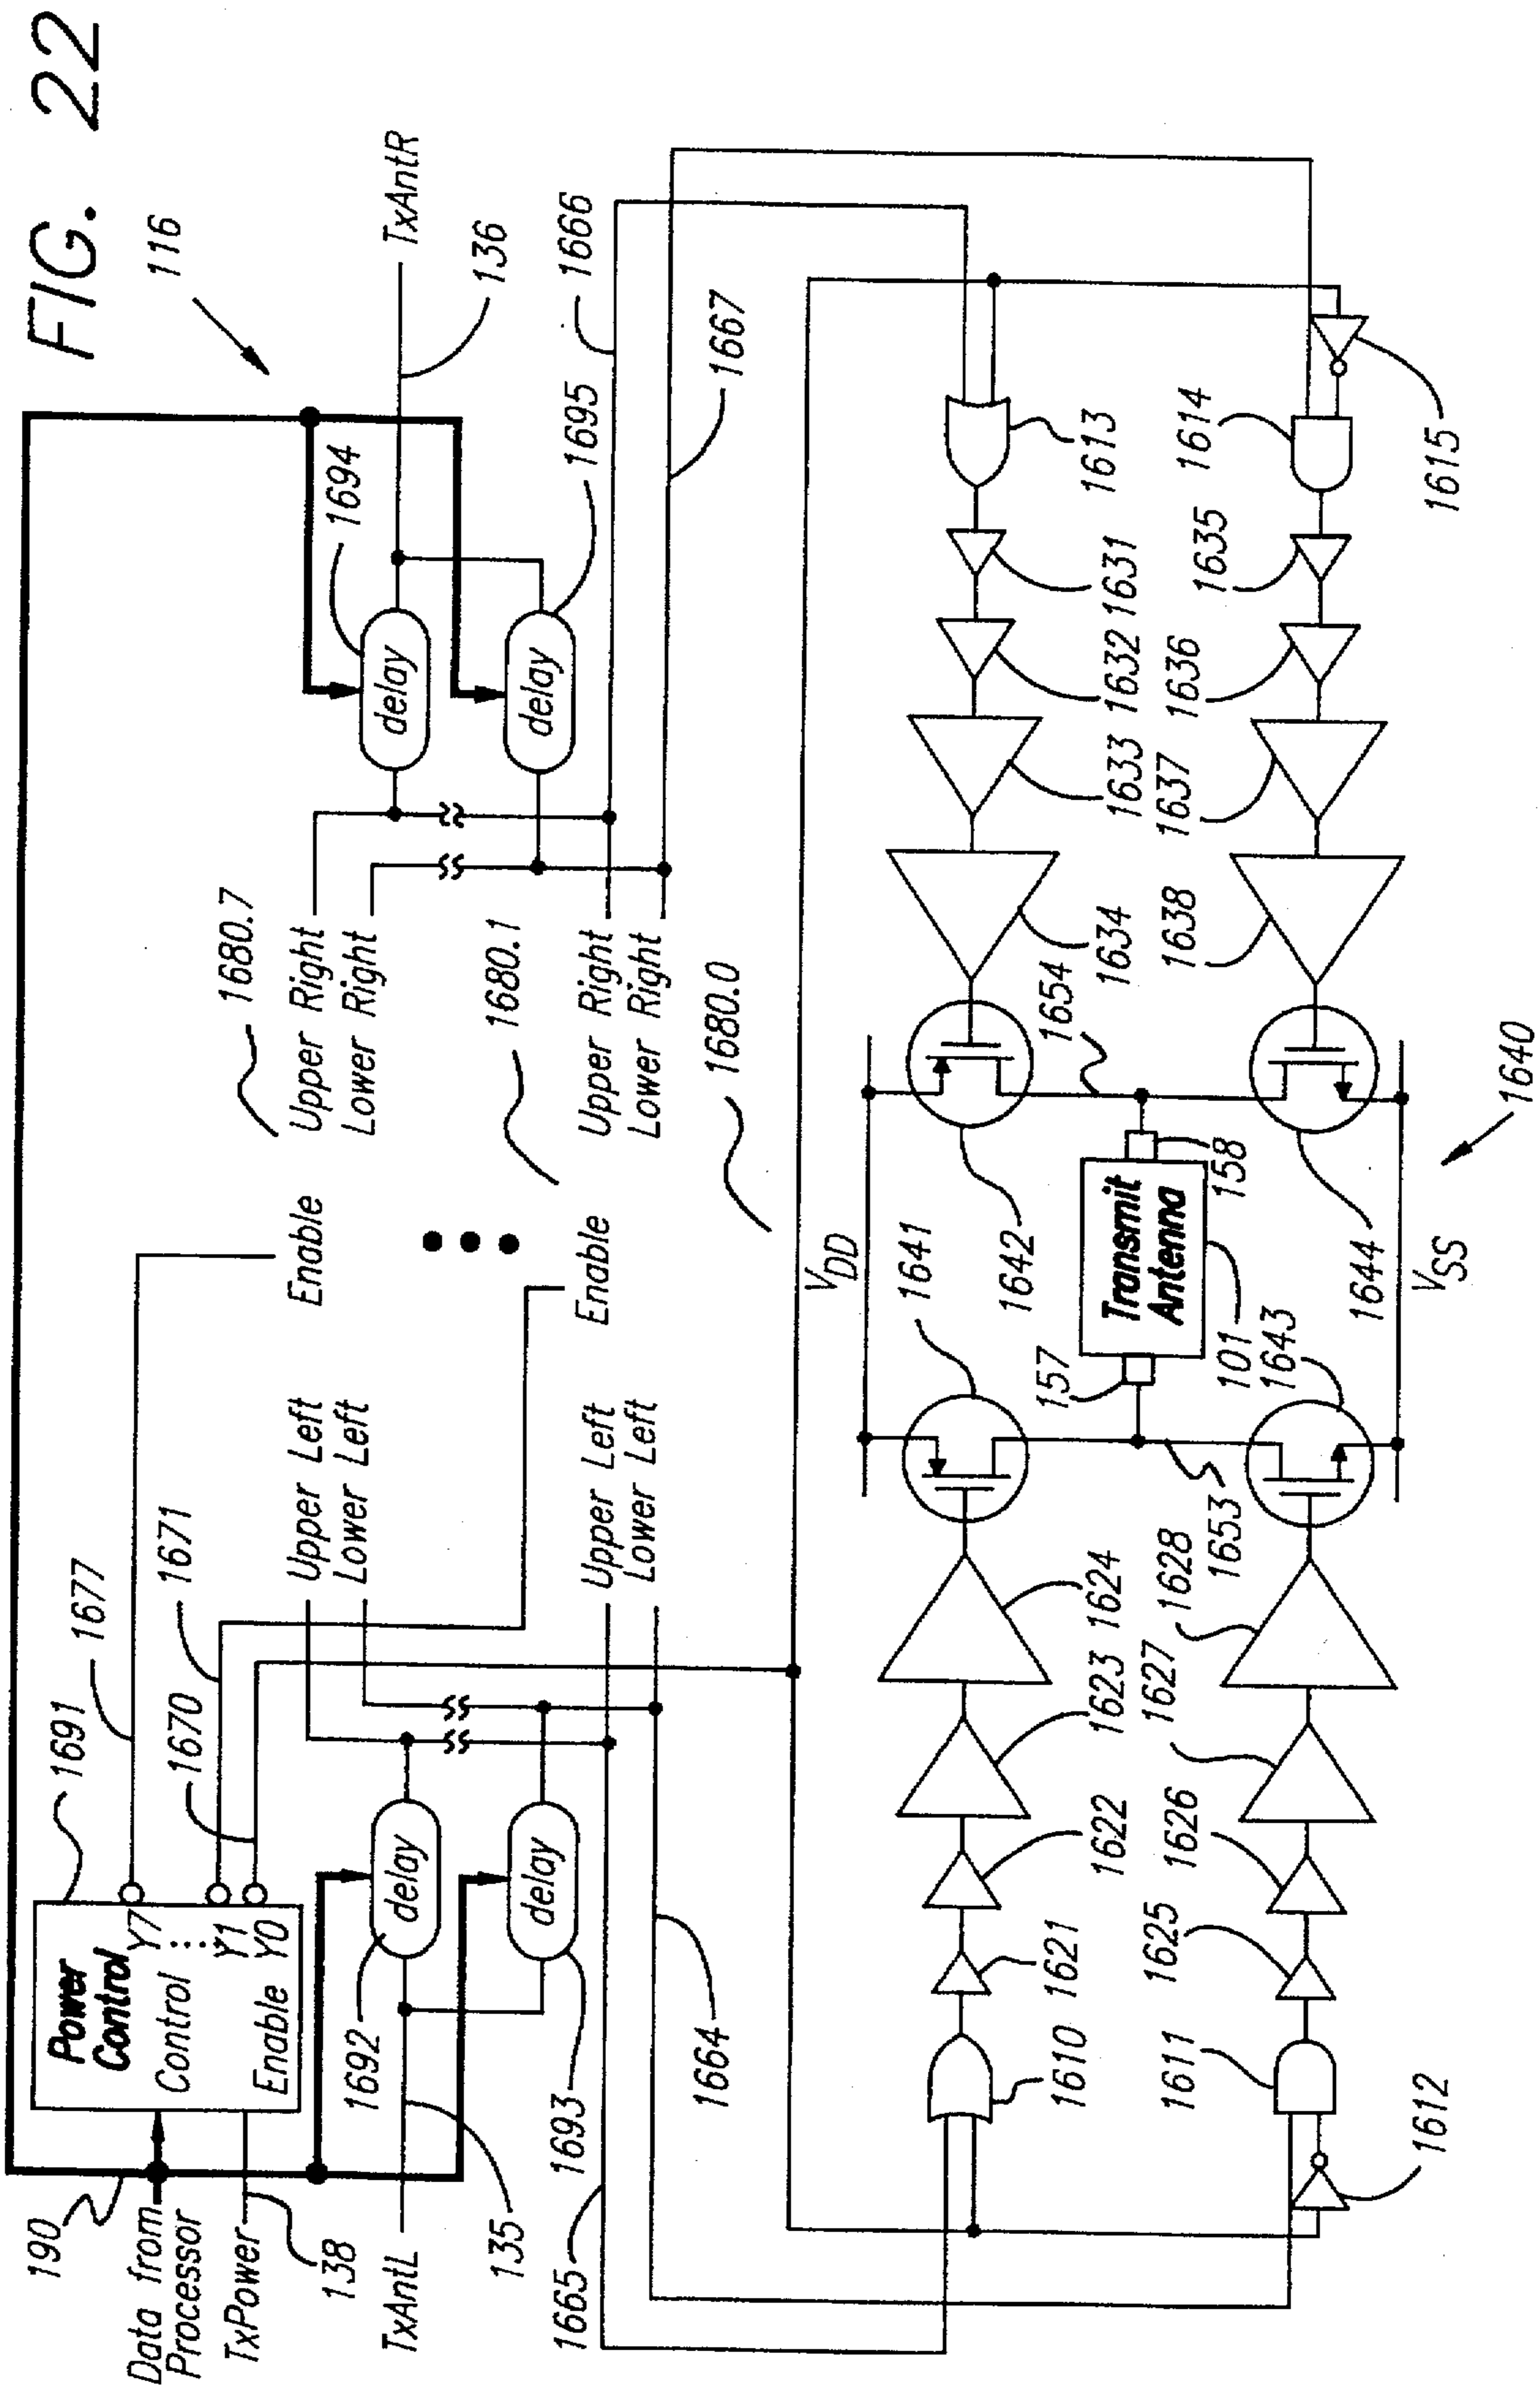 FIG. 22
116
190
Data from
Processor
TxPower
138
Power
Control
Control
Y7
Y1
Enable Y0
1691
1677
1670
1671
TxAntL
135
1692
delay
1693
delay
Upper Left
Lower Left
Enable
Upper Right
Lower Right
1680.7
1694
delay
1695
delay
TxAntR
136
1665
1664
Upper Left
Lower Left
Enable
Upper Right
Lower Right
1680.1
1666
1667
1680.0
VDD
1610
1621
1622
1623
1624
1641
1642
1634
1633
1632
1631
1613
157
Transmit
Antenna
101
158
1653
1654
1612
1611
1625
1626
1627
1628
1643
1644
1638
1637
1636
1635
1614
1615
VSS
1640